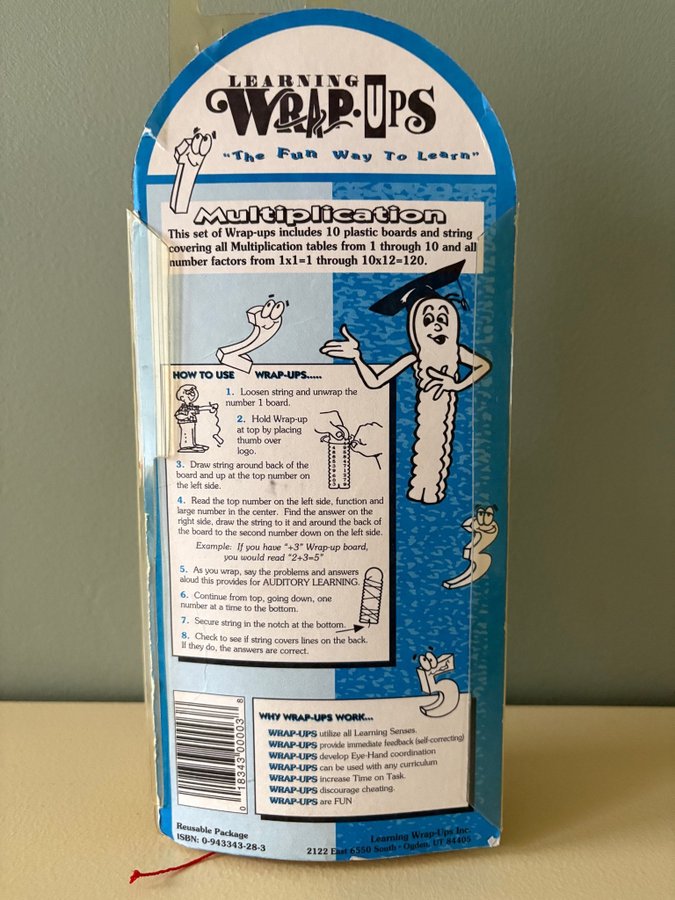 LEARNING
WRAP-UPS
"The Fun Way To Learn"
Multiplication
This set of Wrap-ups includes 10 plastic boards and string
covering all Multiplication tables from 1 through 10 and all
number factors from 1x1=1 through 10x12=120.
HOW TO USE WRAP-UPS.....
1. Loosen string and unwrap the
number 1 board.
2. Hold Wrap-up
at top by placing
thumb over
logo.
3. Draw string around back of the
board and up at the top number on
the left side.
4. Read the top number on the left side, function and
large number in the center. Find the answer on the
right side, draw the string to it and around the back of
the board to the second number down on the left side.
Example: If you have "+3" Wrap-up board,
you would read "2+3=5"
5. As you wrap, say the problems and answers
aloud this provides for AUDITORY LEARNING.
6. Continue from top, going down, one
number at a time to the bottom.
7. Secure string in the notch at the bottom.
8. Check to see if string covers lines on the back.
If they do, the answers are correct.
0 18343 00003 8
WHY WRAP-UPS WORK...
WRAP-UPS utilize all Learning Senses.
WRAP-UPS provide immediate feedback (self-correcting)
WRAP-UPS develop Eye-Hand coordination
WRAP-UPS can be used with any curriculum
WRAP-UPS increase Time on Task.
WRAP-UPS discourage cheating.
WRAP-UPS are FUN
Reusable Package
ISBN: 0-943343-28-3
Learning Wrap-Ups Inc.
2122 East 6550 South - Ogden, UT 84405